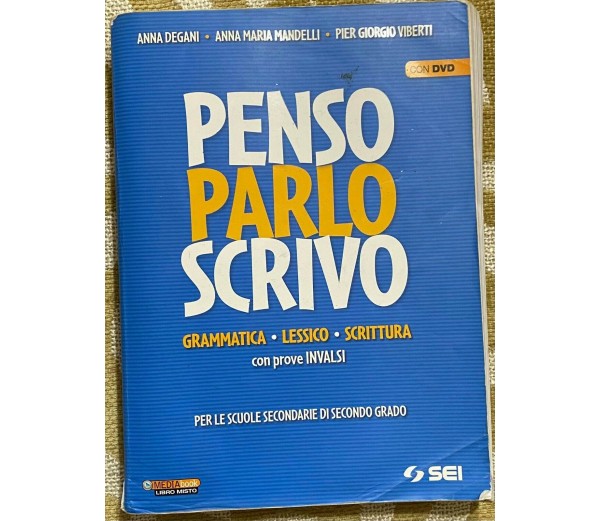 ANNA DEGANI • ANNA MARIA MANDELLI • PIER GIORGIO VIBERTI
CON DVD
PENSO
PARLO
SCRIVO
GRAMMATICA • LESSICO • SCRITTURA
con prove INVALSI
PER LE SCUOLE SECONDARIE DI SECONDO GRADO
MEDIAbook
LIBRO MISTO
SEI